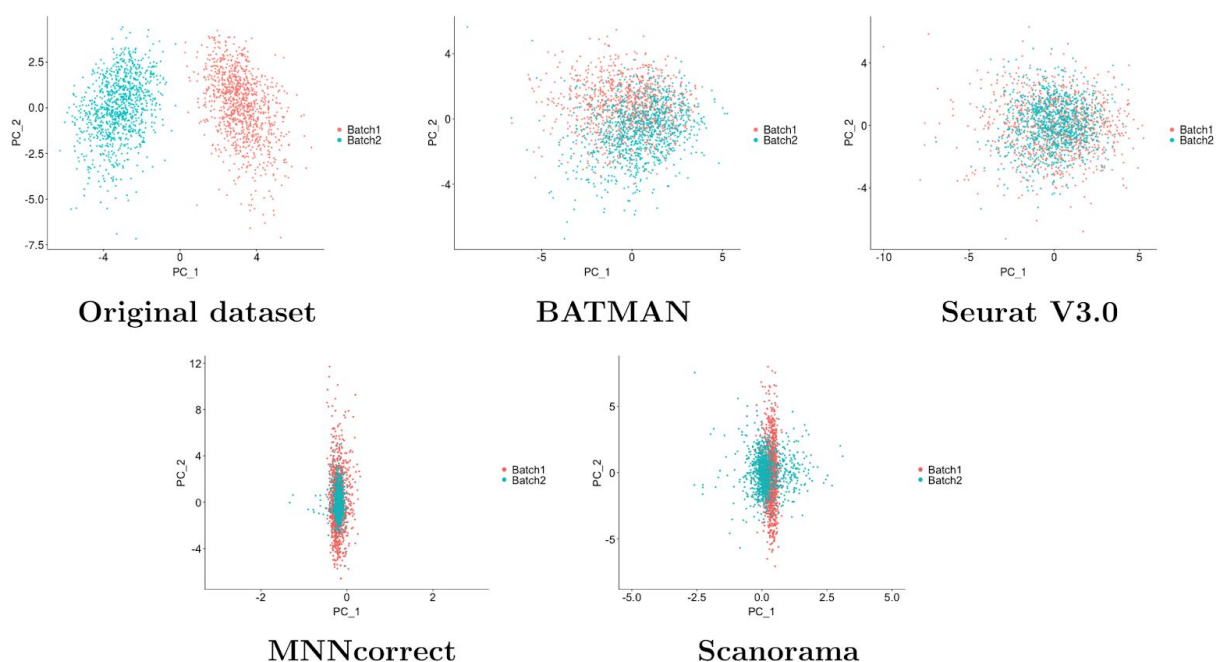 2.5
0.0
-2.5
-5.0
-7.5
PC_2
-4
0
4
PC_1
Batch1
Batch2
Original dataset
4
0
-4
PC_2
-5
0
5
PC_1
Batch1
Batch2
BATMAN
4
0
-4
PC_2
-10
-5
0
5
PC_1
Batch1
Batch2
Seurat V3.0
12
8
4
0
-4
PC_2
-2
0
2
PC_1
Batch1
Batch2
MNNcorrect
5
0
-5
PC_2
-5.0
-2.5
0.0
2.5
5.0
PC_1
Batch1
Batch2
Scanorama